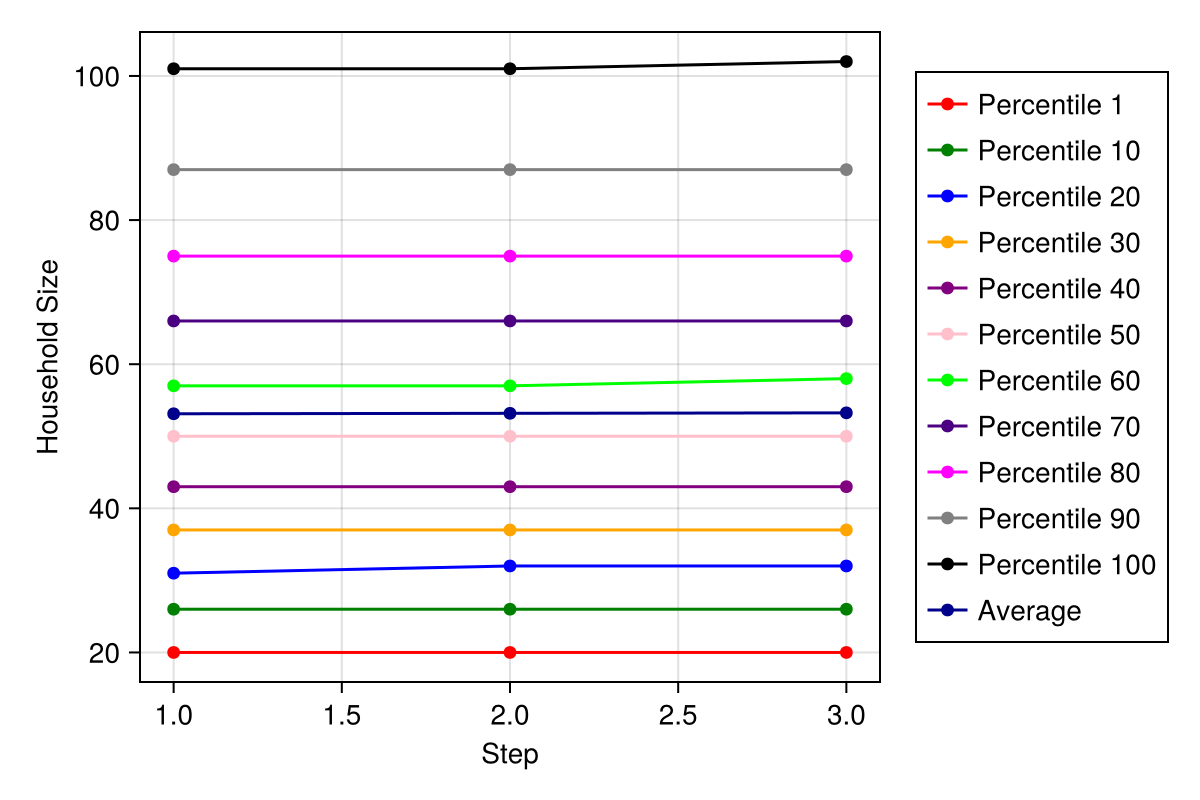 100
80
60
40
20
Household Size
1.0 1.5 2.0 2.5 3.0
Step
Percentile 1
Percentile 10
Percentile 20
Percentile 30
Percentile 40
Percentile 50
Percentile 60
Percentile 70
Percentile 80
Percentile 90
Percentile 100
Average